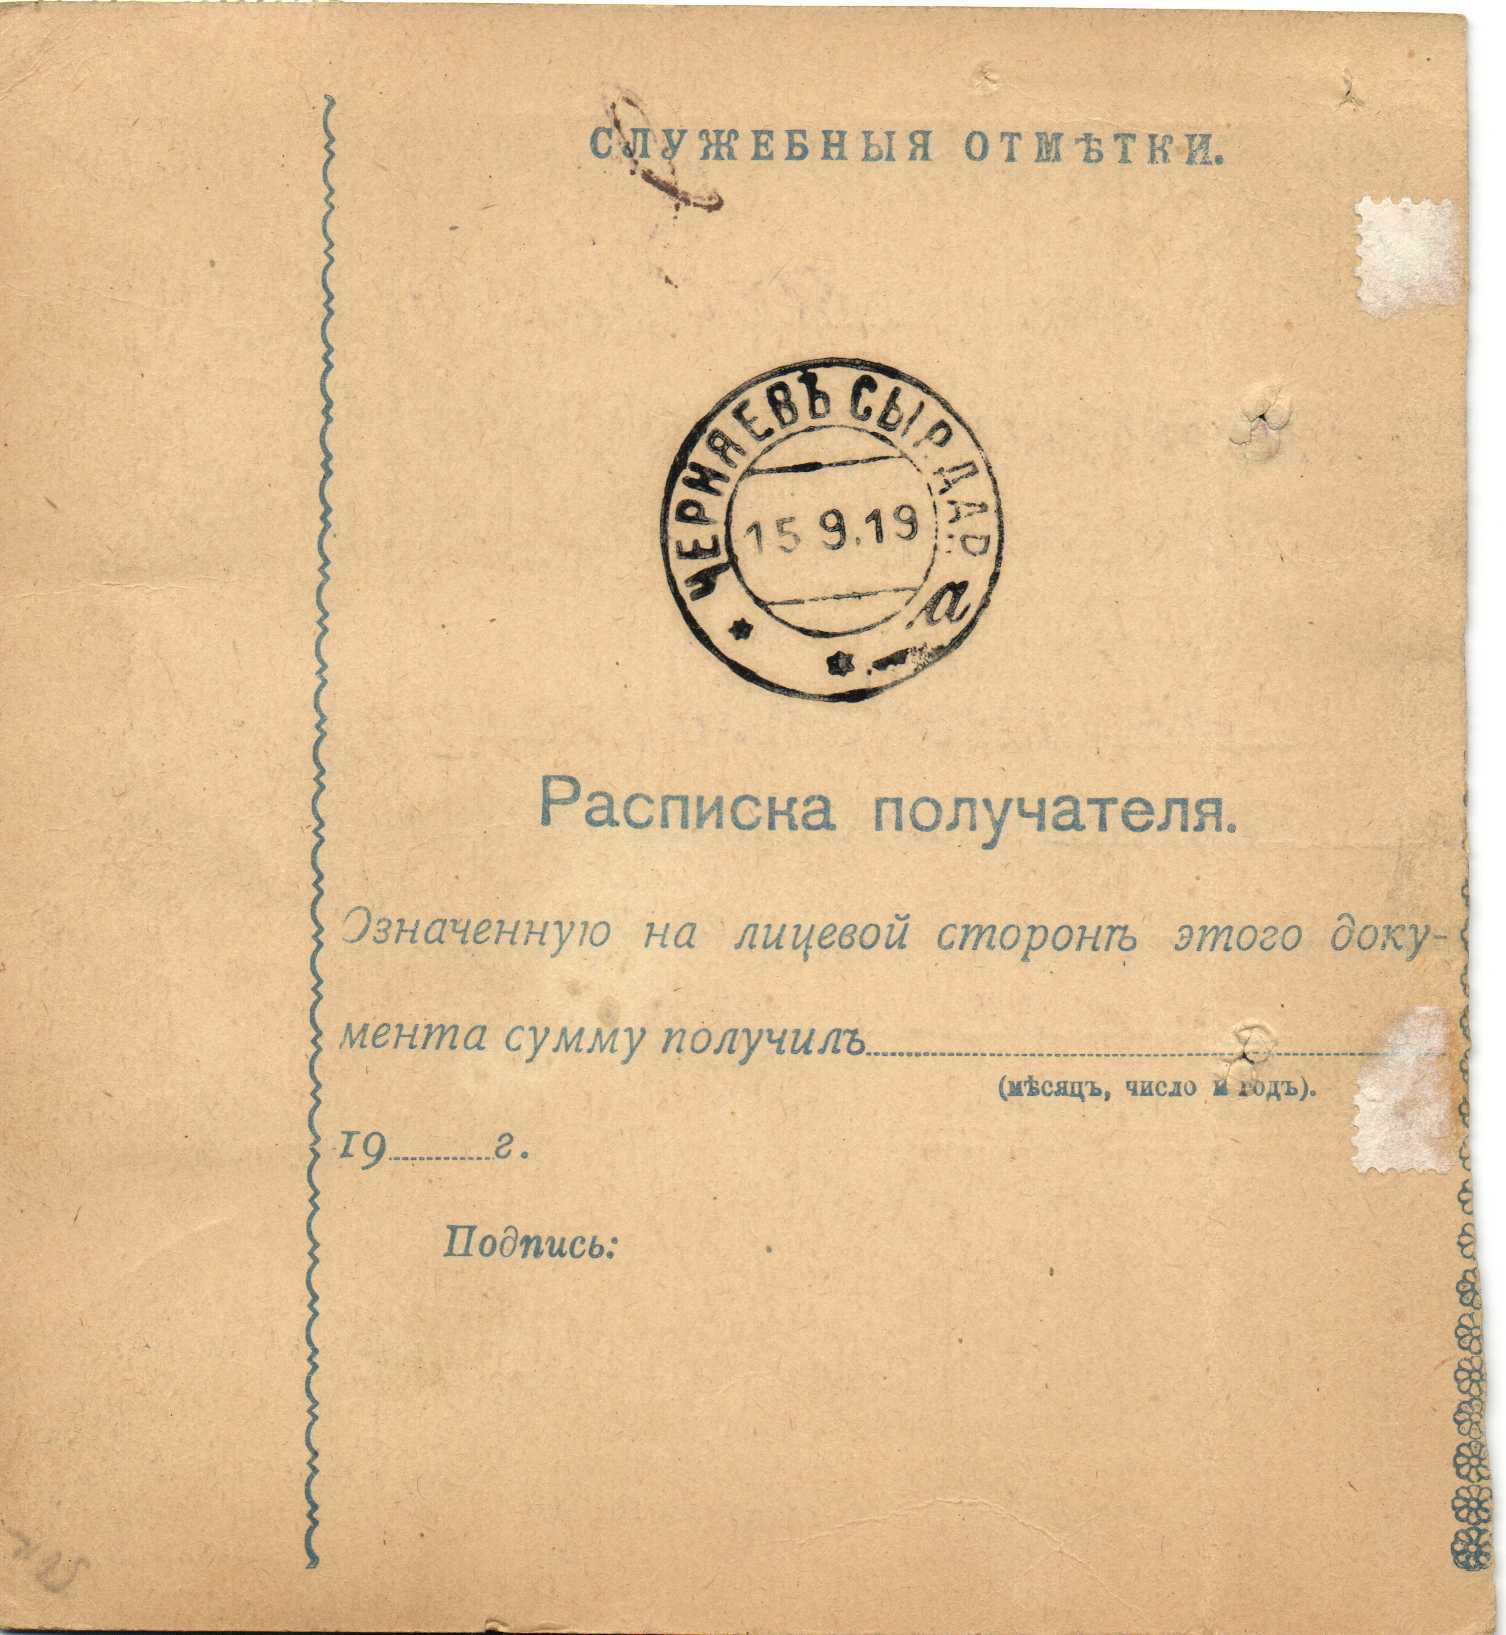 СЛУЖЕБНЫЯ ОТМѢТКИ.
ЧЕРНЯЕВЪ СЫР. ДАР.
15 9.19
а
Расписка получателя.
Означенную на лицевой сторонѣ этого доку-
мента сумму получилъ
(мѣсяцъ, число и годъ).
19 г.
Подпись: